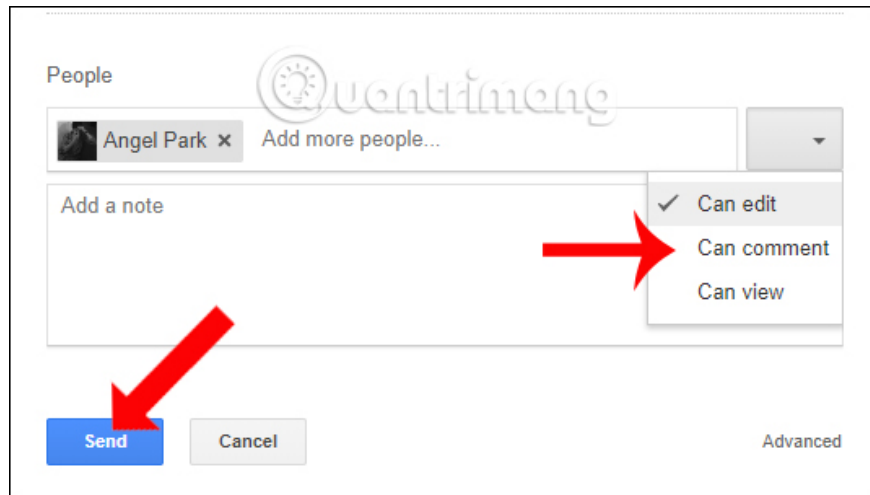 People
Quantrimang
Angel Park × Add more people...
Add a note
✓ Can edit
Can comment
Can view
Send Cancel Advanced